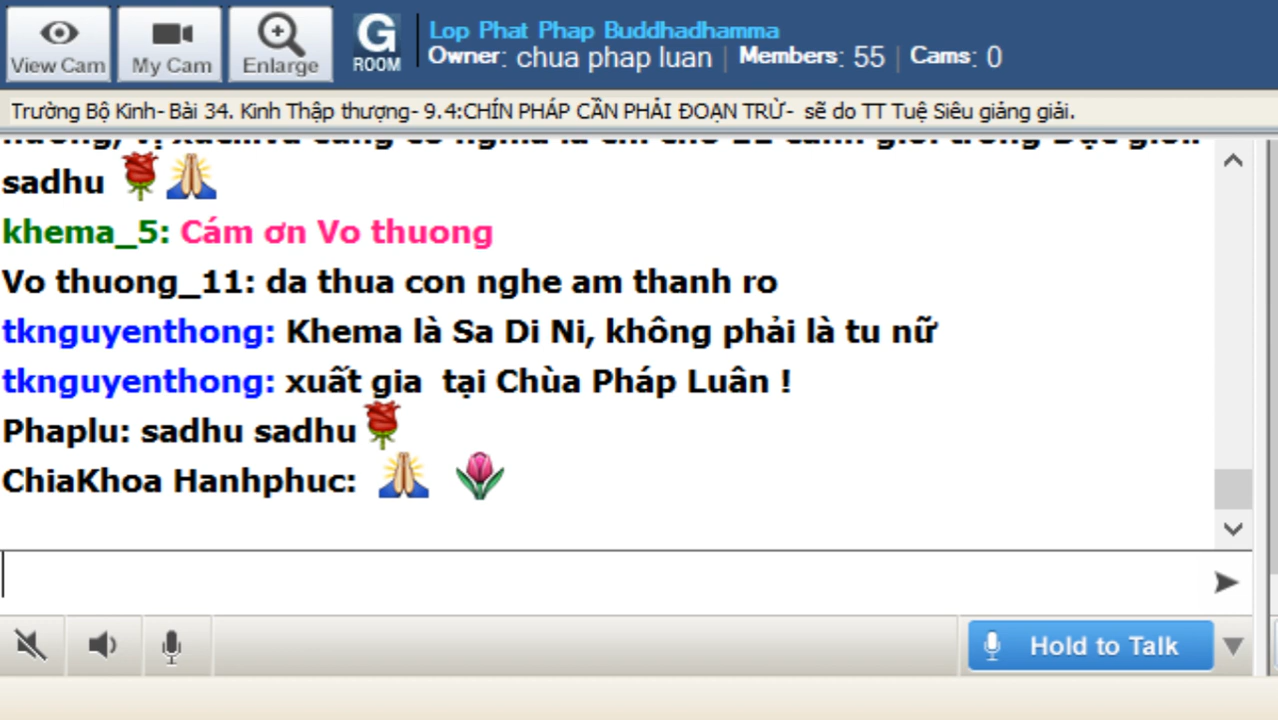 View Cam
My Cam
Enlarge
G
ROOM
Lop Phat Phap Buddhadhamma
Owner: chua phap luan | Members: 55 | Cams: 0
Trường Bộ Kinh- Bài 34. Kinh Thập thượng- 9.4:CHÍN PHÁP CẦN PHẢI ĐOẠN TRỪ- sẽ do TT Tuệ Siêu giảng giải.
sadhu
khema_5: Cám ơn Vo thuong
Vo thuong_11: da thua con nghe am thanh ro
tknguyenthong: Khema là Sa Di Ni, không phải là tu nữ
tknguyenthong: xuất gia tại Chùa Pháp Luân !
Phaplu: sadhu sadhu
ChiaKhoa Hanhphuc:
Hold to Talk